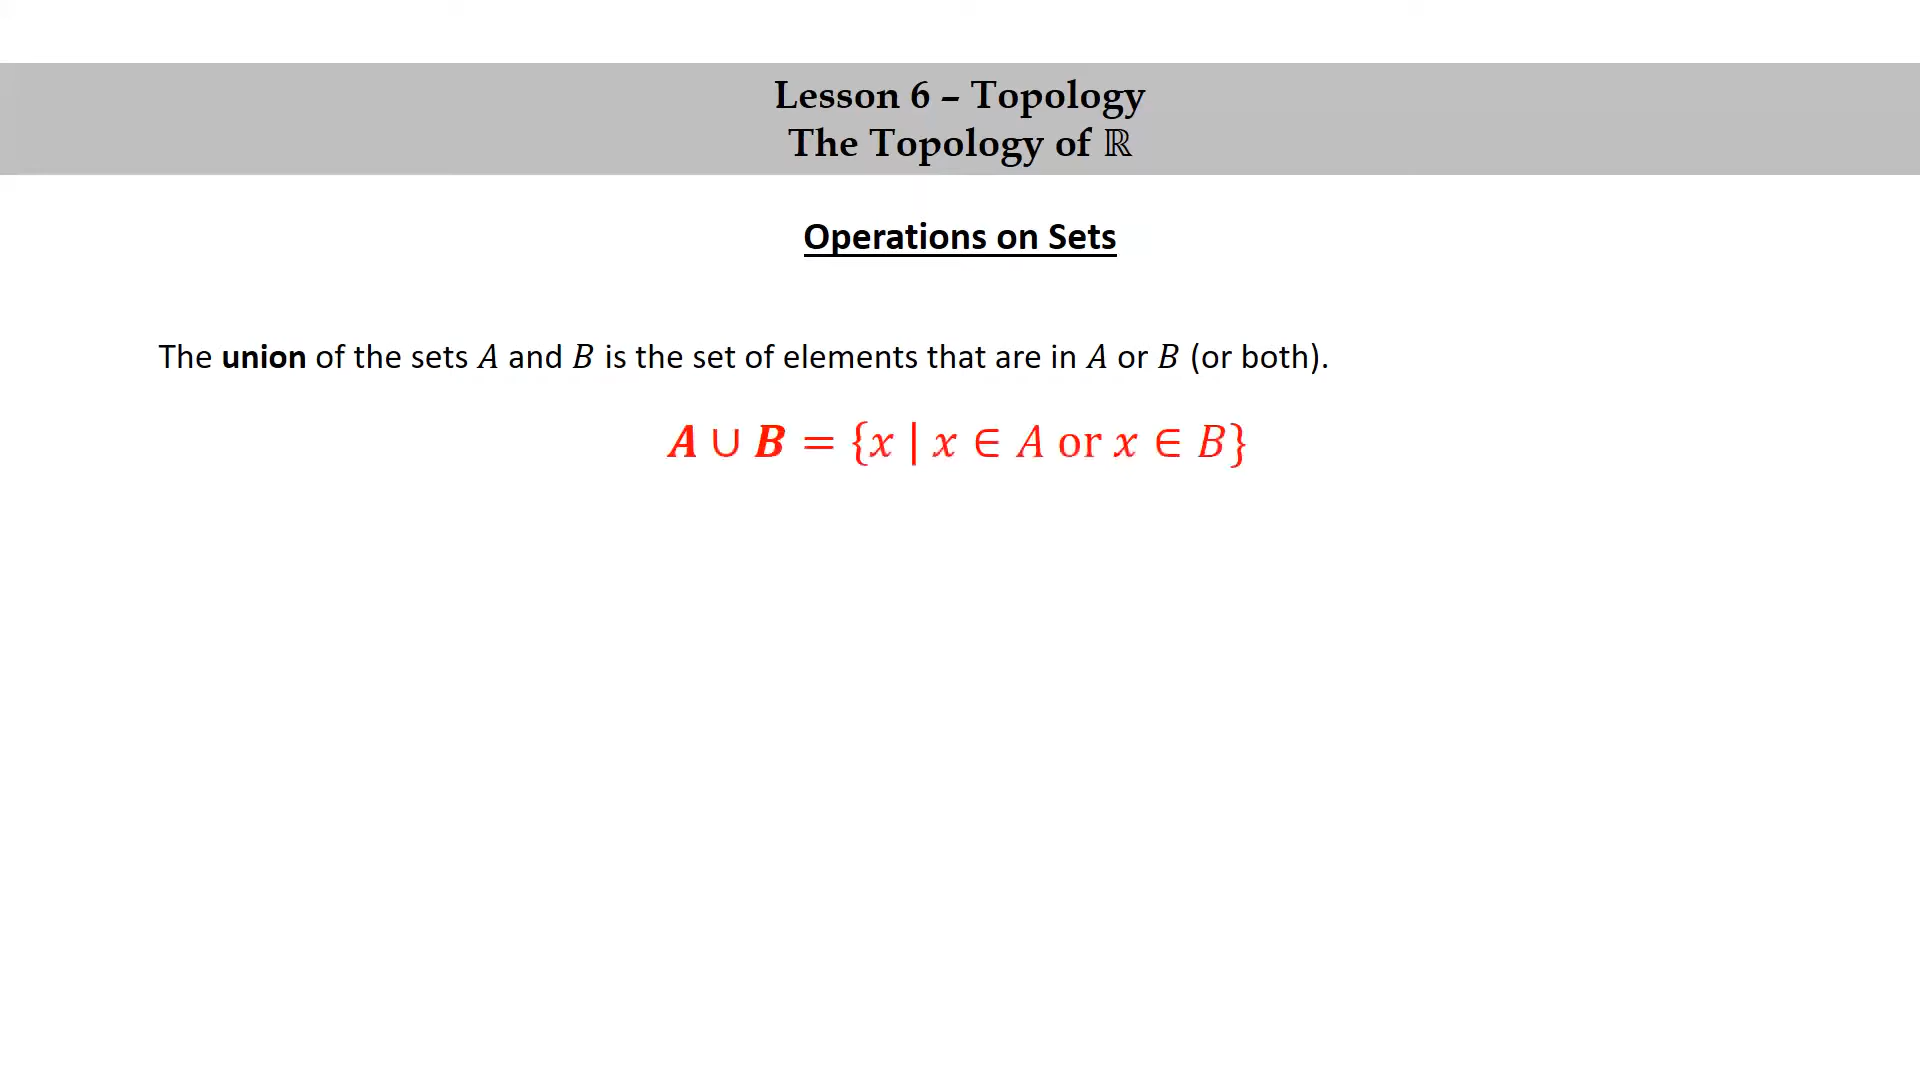 Lesson 6 – Topology
The Topology of ℝ
Operations on Sets
The union of the sets A and B is the set of elements that are in A or B (or both).
A ∪ B = {x | x ∈ A or x ∈ B}